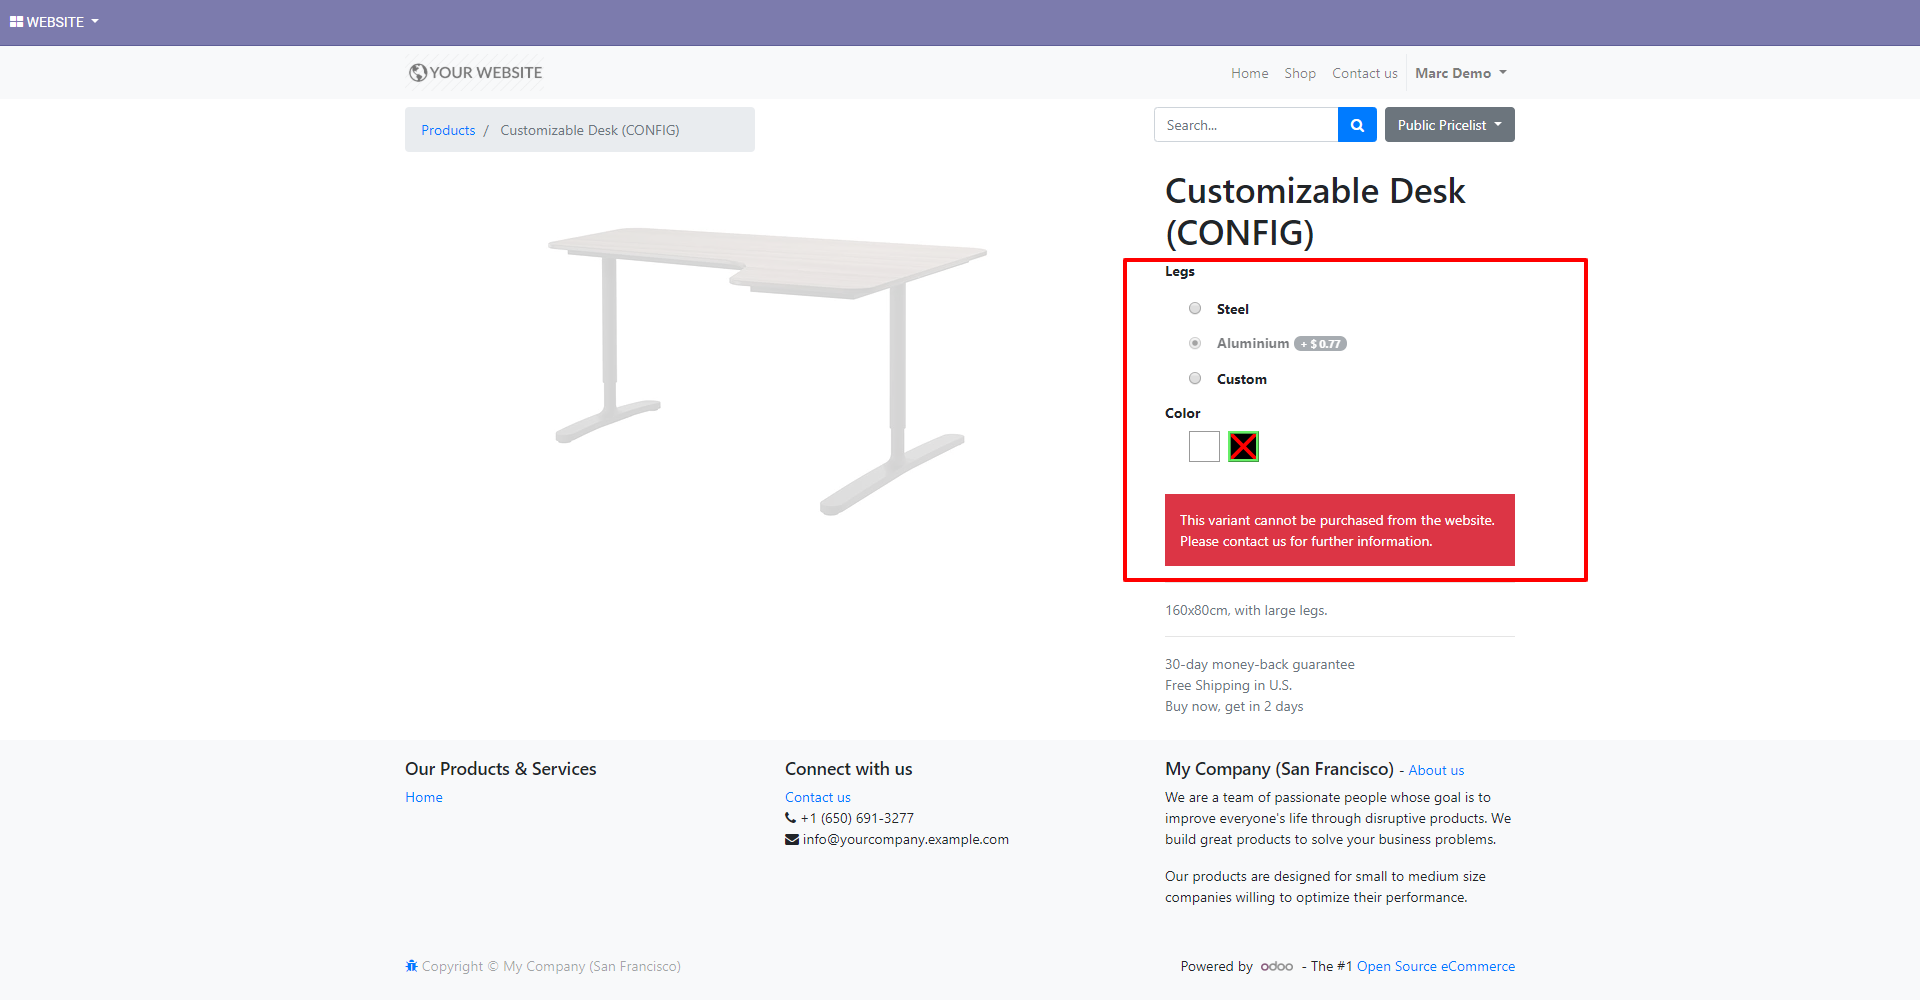 WEBSITE
YOUR WEBSITE
Home Shop Contact us Marc Demo
Products / Customizable Desk (CONFIG)
Search...
Public Pricelist
Customizable Desk
(CONFIG)
Legs
Steel
Aluminium + $ 0.77
Custom
Color
This variant cannot be purchased from the website.
Please contact us for further information.
160x80cm, with large legs.
30-day money-back guarantee
Free Shipping in U.S.
Buy now, get in 2 days
Our Products & Services
Home
Connect with us
Contact us
+1 (650) 691-3277
info@yourcompany.example.com
My Company (San Francisco) - About us
We are a team of passionate people whose goal is to
improve everyone's life through disruptive products. We
build great products to solve your business problems.
Our products are designed for small to medium size
companies willing to optimize their performance.
Copyright © My Company (San Francisco)
Powered by odoo - The #1 Open Source eCommerce